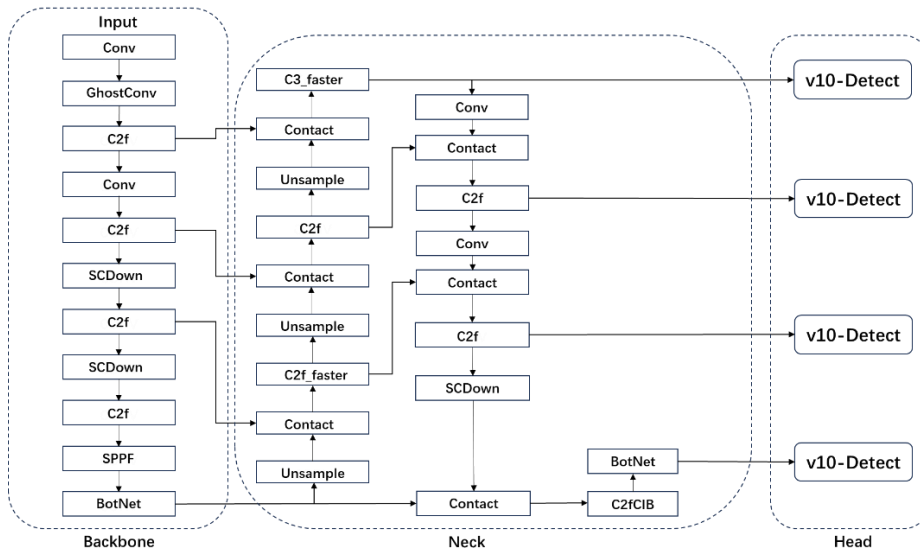 Input
Conv
GhostConv
C2f
Conv
C2f
SCDown
C2f
SCDown
C2f
SPPF
BotNet
Backbone
C3_faster
Contact
Unsample
C2f
Contact
Unsample
C2f_faster
Contact
Unsample
Conv
Contact
C2f
Conv
Contact
C2f
SCDown
Contact
BotNet
C2fCIB
Neck
v10-Detect
v10-Detect
v10-Detect
v10-Detect
Head